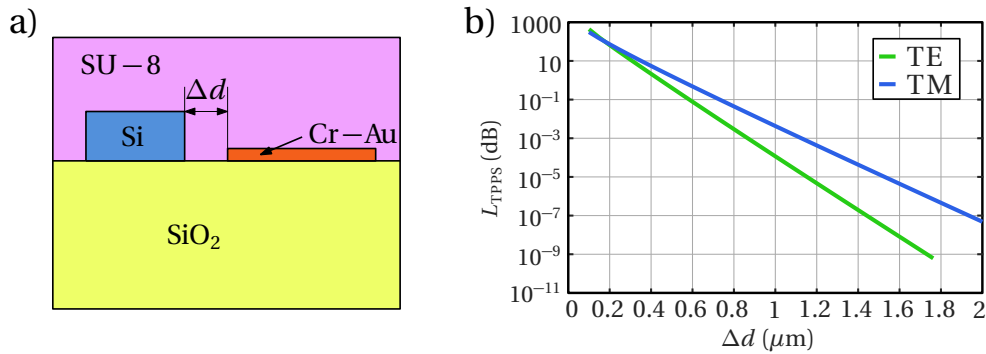 a)
SU – 8
Δd
Si
Cr–Au
SiO₂
b)
1000
10
10⁻¹
10⁻³
10⁻⁵
10⁻⁷
10⁻⁹
10⁻¹¹
L_TPPS (dB)
TE
TM
0 0.2 0.4 0.6 0.8 1 1.2 1.4 1.6 1.8 2
Δd (μm)